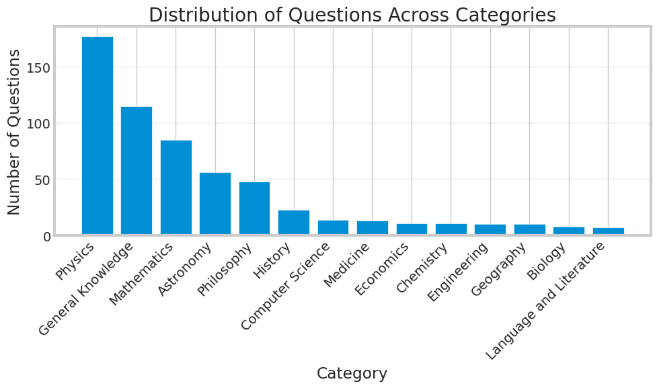 Distribution of Questions Across Categories
Number of Questions
150
100
50
0
Physics
General Knowledge
Mathematics
Astronomy
Philosophy
History
Computer Science
Medicine
Economics
Chemistry
Engineering
Geography
Biology
Language and Literature
Category